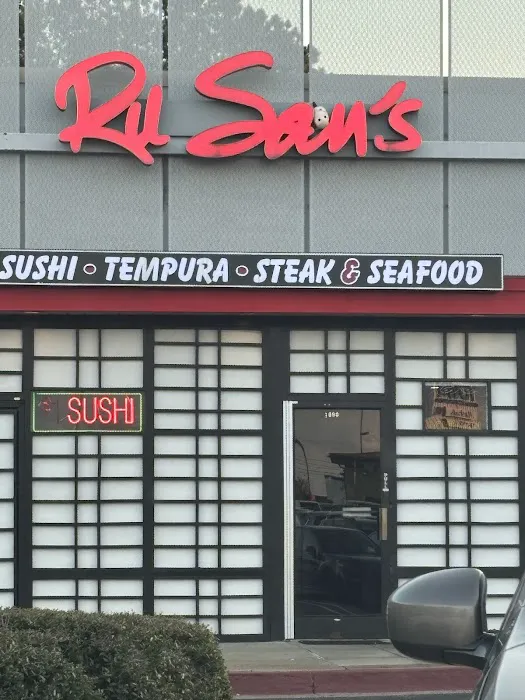 Ru San's
SUSHI • TEMPURA • STEAK & SEAFOOD
SUSHI